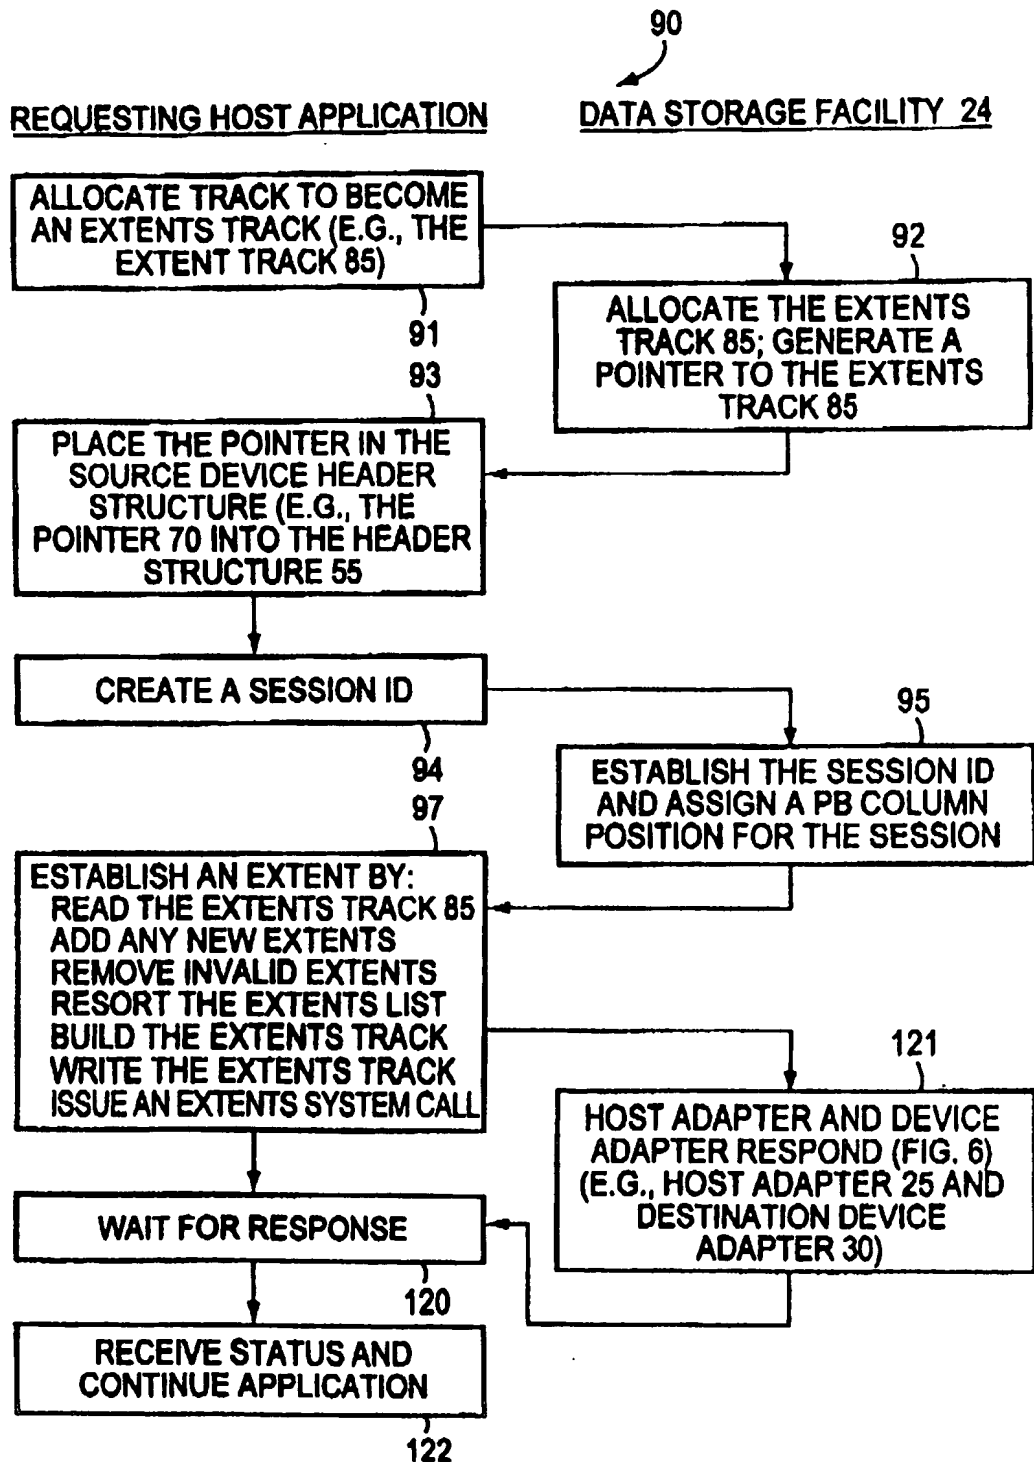 90
REQUESTING HOST APPLICATION
DATA STORAGE FACILITY 24
ALLOCATE TRACK TO BECOME
AN EXTENTS TRACK (E.G., THE
EXTENT TRACK 85)
91
92
ALLOCATE THE EXTENTS
TRACK 85; GENERATE A
POINTER TO THE EXTENTS
TRACK 85
93
PLACE THE POINTER IN THE
SOURCE DEVICE HEADER
STRUCTURE (E.G., THE
POINTER 70 INTO THE HEADER
STRUCTURE 55
CREATE A SESSION ID
94
95
ESTABLISH THE SESSION ID
AND ASSIGN A PB COLUMN
POSITION FOR THE SESSION
97
ESTABLISH AN EXTENT BY:
READ THE EXTENTS TRACK 85
ADD ANY NEW EXTENTS
REMOVE INVALID EXTENTS
RESORT THE EXTENTS LIST
BUILD THE EXTENTS TRACK
WRITE THE EXTENTS TRACK
ISSUE AN EXTENTS SYSTEM CALL
121
HOST ADAPTER AND DEVICE
ADAPTER RESPOND (FIG. 6)
(E.G., HOST ADAPTER 25 AND
DESTINATION DEVICE
ADAPTER 30)
WAIT FOR RESPONSE
120
RECEIVE STATUS AND
CONTINUE APPLICATION
122